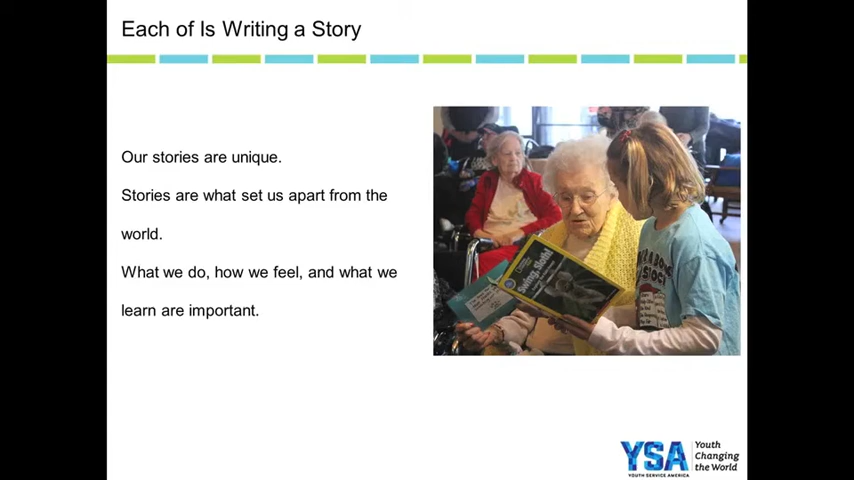 Each of Is Writing a Story
Our stories are unique.
Stories are what set us apart from the
world.
What we do, how we feel, and what we
learn are important.
Swing, Sloth!
YSA
YOUTH SERVICE AMERICA
Youth
Changing
the World